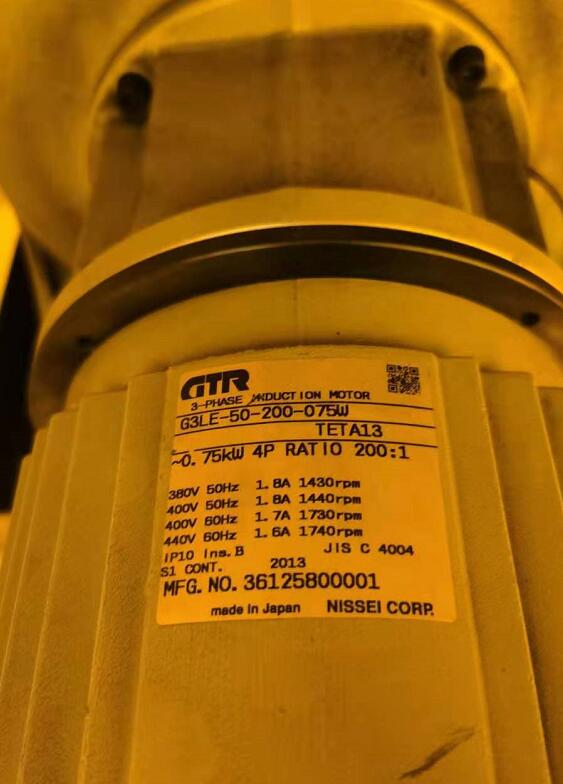 GTR
3-PHASE INDUCTION MOTOR
G3LE-50-200-075W
TETA13
~0.75kW 4P RATIO 200:1
380V 50Hz 1.8A 1430rpm
400V 50Hz 1.8A 1440rpm
400V 60Hz 1.7A 1730rpm
440V 60Hz 1.6A 1740rpm
IP10 Ins.B JIS C 4004
S1 CONT. 2013
MFG.NO.36125800001
made in Japan NISSEI CORP.